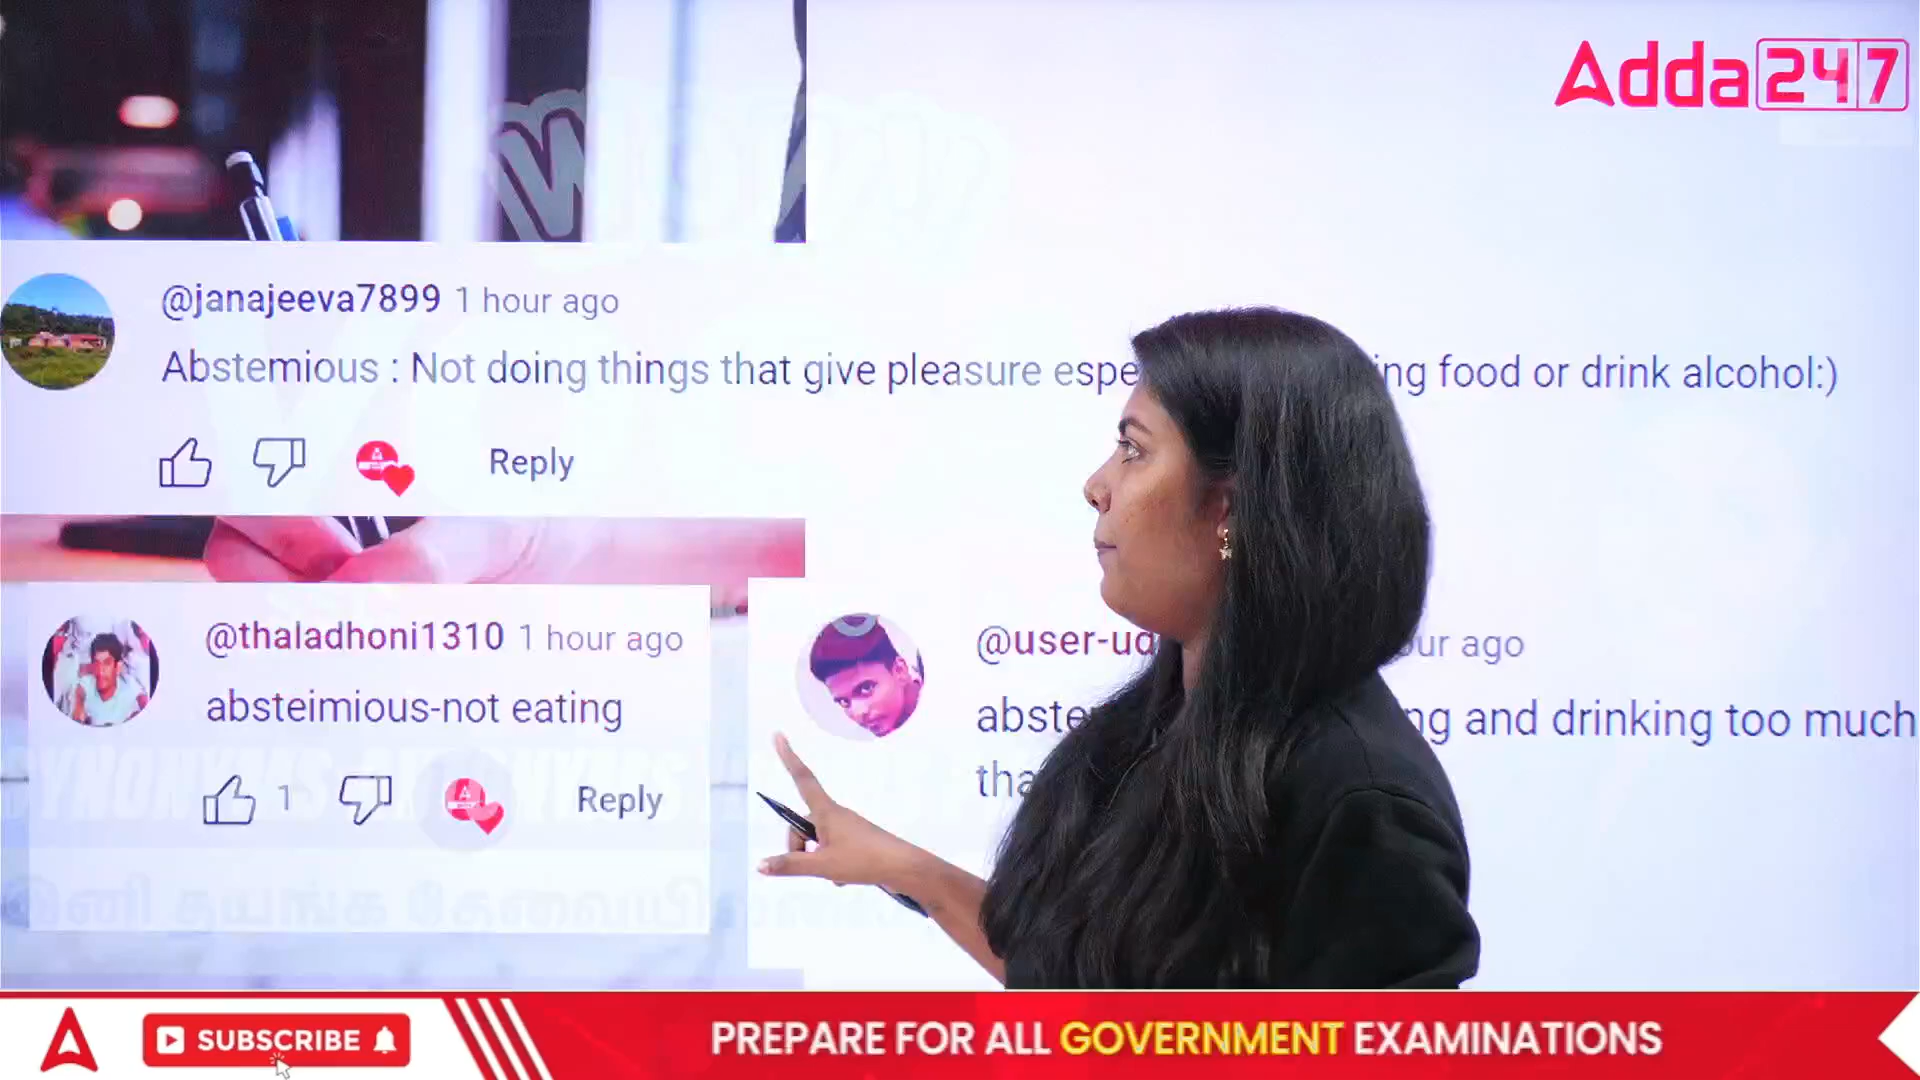 Adda247
@janajeeva7899 1 hour ago
Abstemious : Not doing things that give pleasure espe ng food or drink alcohol:)
Reply
@thaladhoni1310 1 hour ago
absteimious-not eating
1 Reply
@user-ud ur ago
abste ng and drinking too much
tha
SUBSCRIBE
PREPARE FOR ALL GOVERNMENT EXAMINATIONS